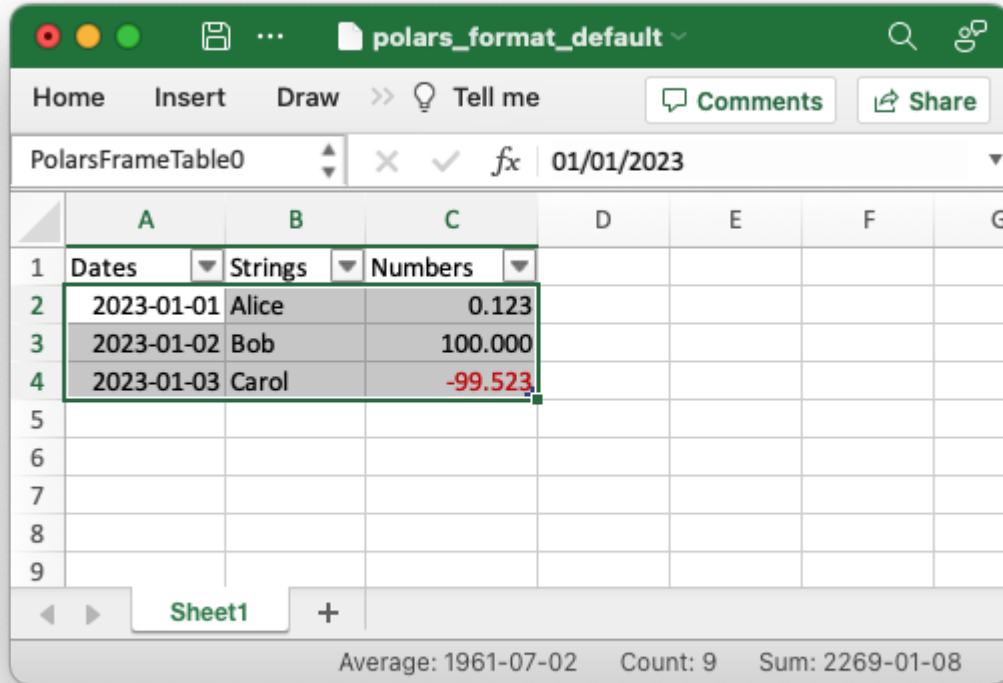 polars_format_default
Home Insert Draw >> Tell me Comments Share
PolarsFrameTable0 fx 01/01/2023
A B C D E F G
1 Dates Strings Numbers
2 2023-01-01 Alice 0.123
3 2023-01-02 Bob 100.000
4 2023-01-03 Carol -99.523
5
6
7
8
9
Sheet1 +
Average: 1961-07-02 Count: 9 Sum: 2269-01-08